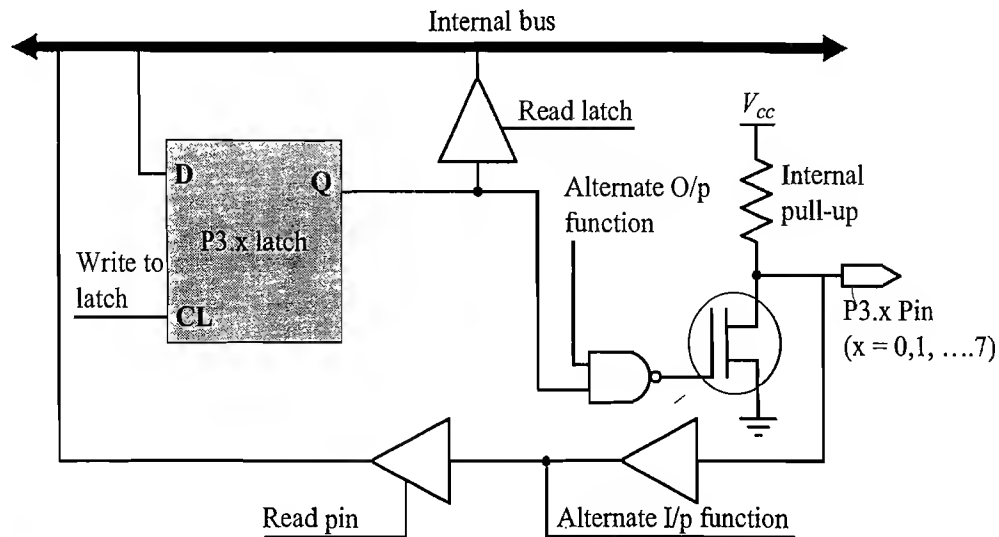 Internal bus
Read latch
V_cc
D
Q
Alternate O/p
function
Internal
pull-up
P3.x latch
Write to
latch
CL
P3.x Pin
(x = 0,1, ....7)
Read pin
Alternate I/p function